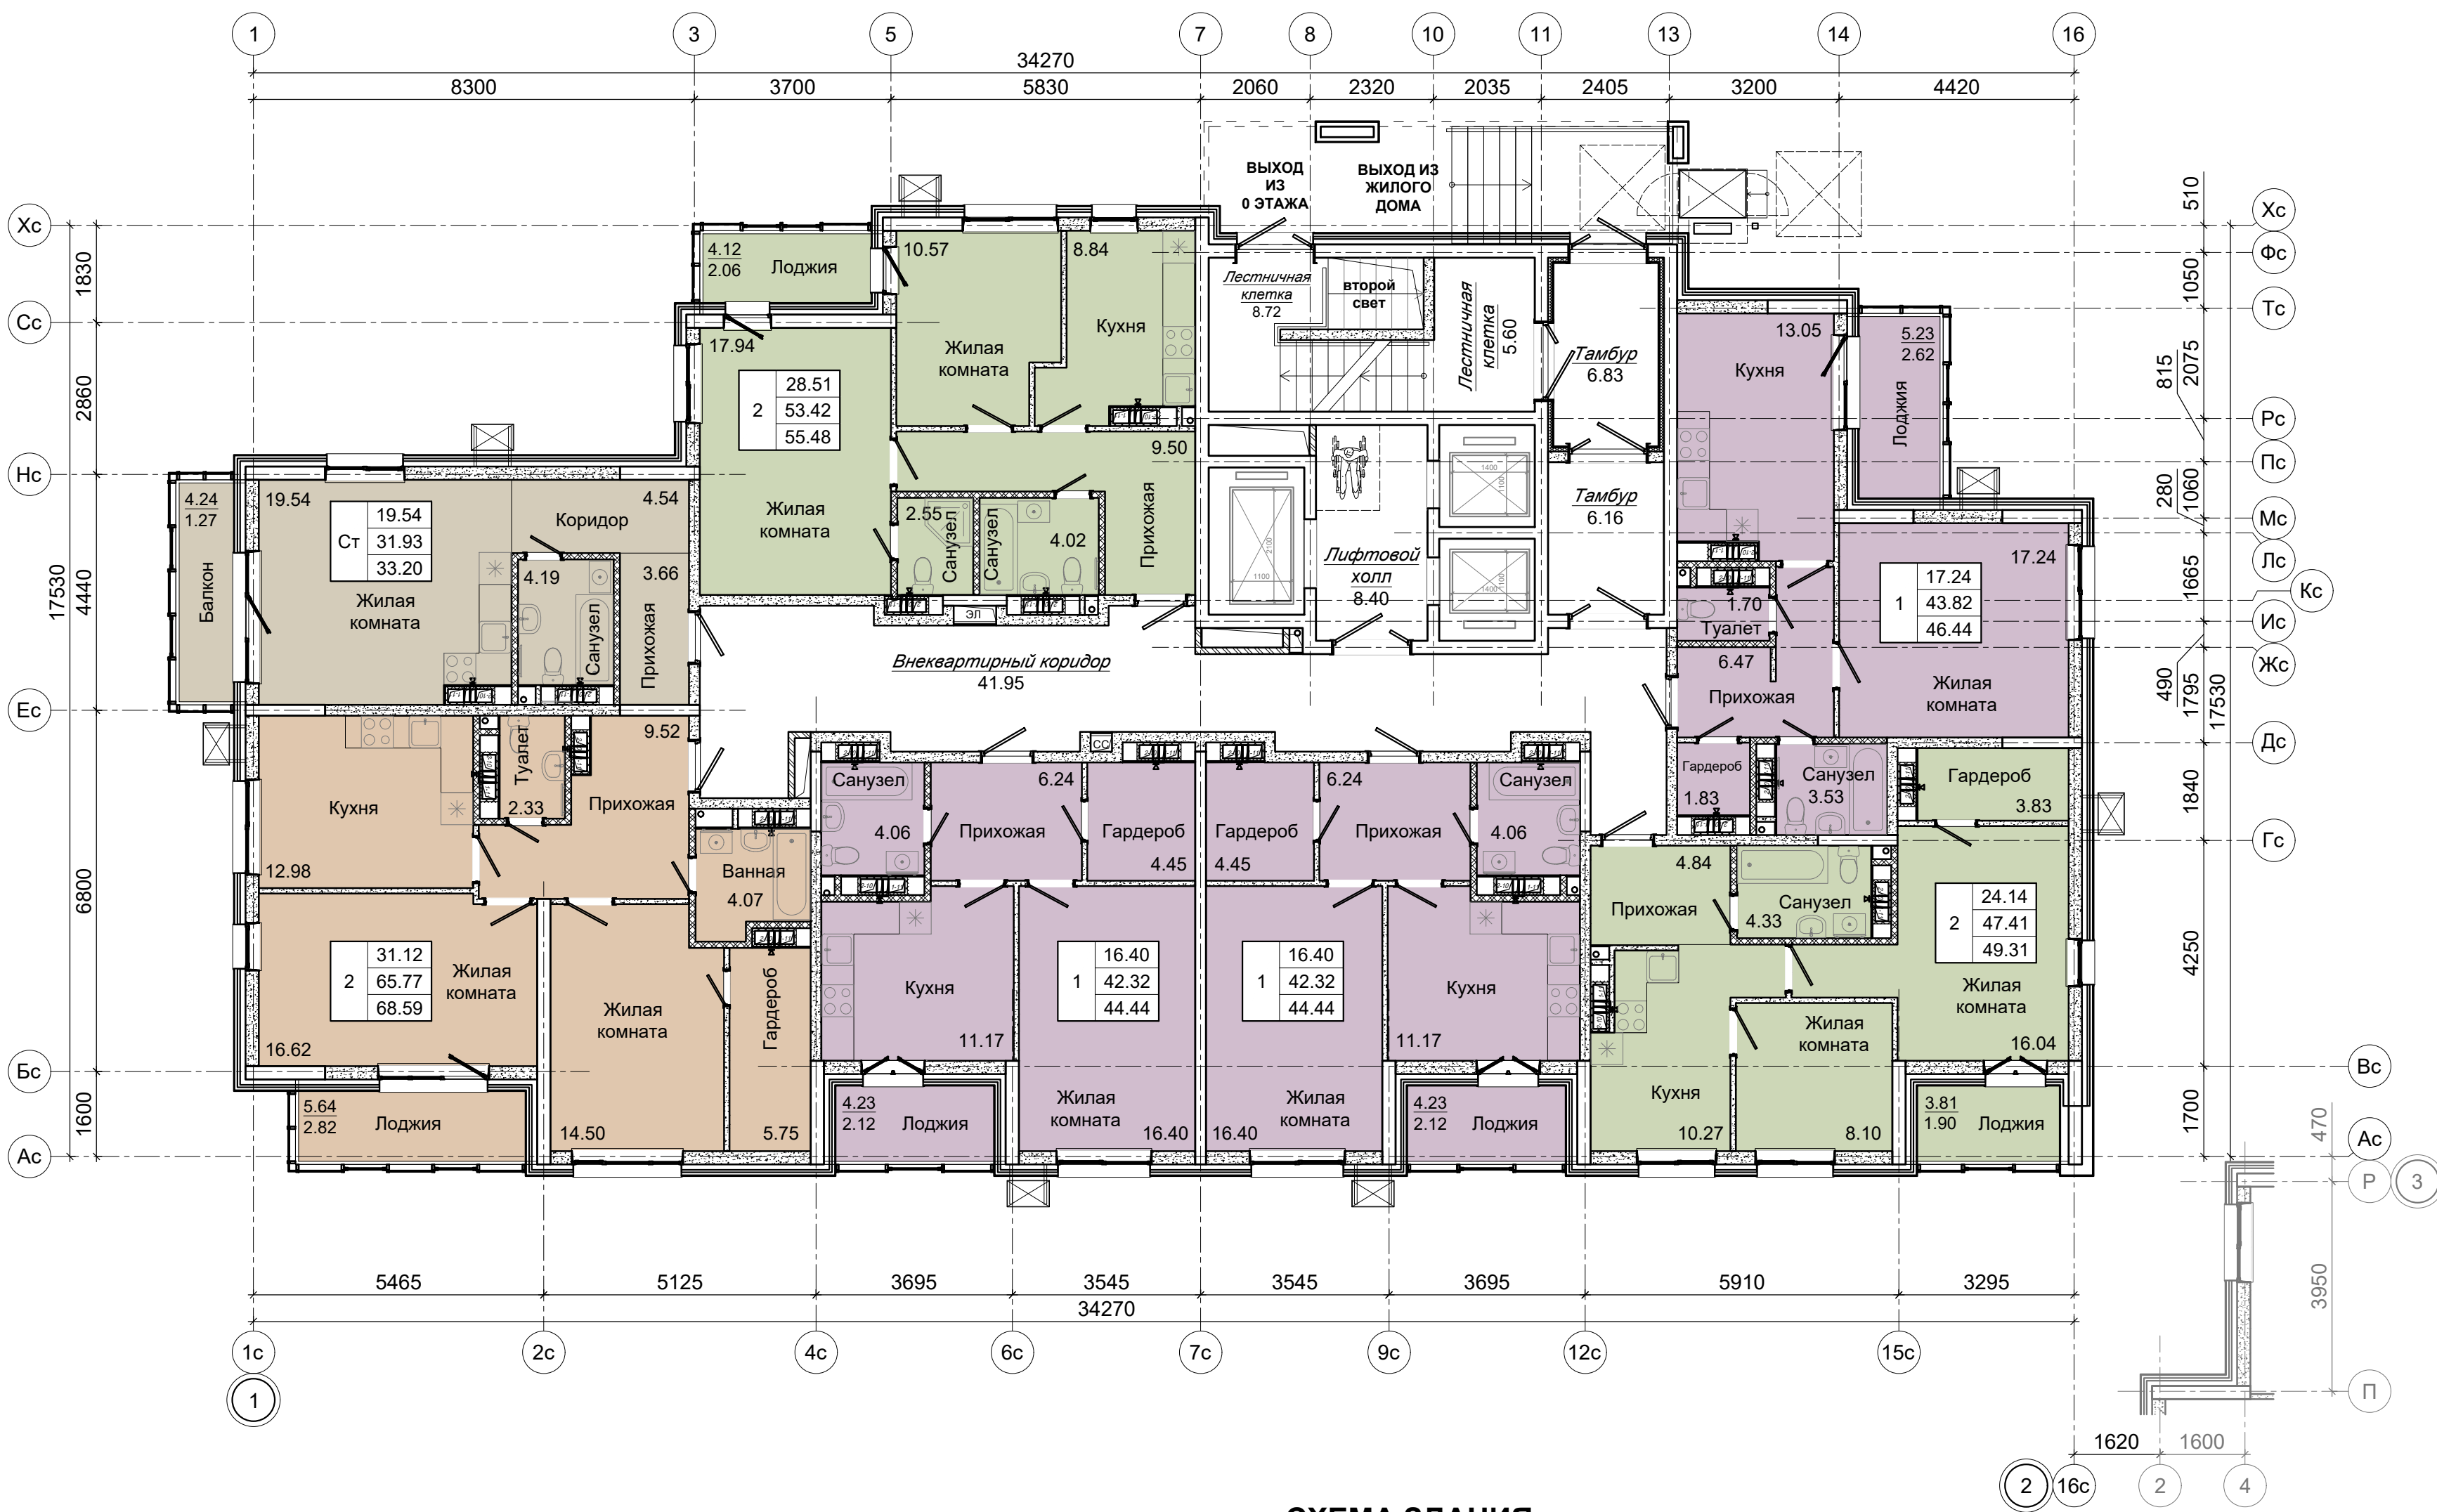 1 3 5 7 8 10 11 13 14 16
34270
8300 3700 5830 2060 2320 2035 2405 3200 4420
ВЫХОД
ИЗ
0 ЭТАЖА
ВЫХОД ИЗ
ЖИЛОГО
ДОМА
Хс
Сс
Нс
Ес
Бс
Ас
1830
2860
4440
6800
1600
17530
Хс
Фс
Тс
Рс
Пс
Мс
Лс
Кс
Ис
Жс
Дс
Гс
Вс
Ас
Р
3
П
510
1050
2075
815
1060
280
1665
490
1795
17530
1840
4250
1700
470
3950
4.12
2.06
Лоджия
10.57
Жилая
комната
8.84
Кухня
17.94
2
28.51
53.42
55.48
Жилая
комната
9.50
Прихожая
2.55
Санузел
Санузел
4.02
ЭЛ
Лестничная
клетка
8.72
второй
свет
Лестничная
клетка
5.60
Тамбур
6.83
Тамбур
6.16
Лифтовой
холл
8.40
2100
1100
1400
1100
1400
1100
Внеквартирный коридор
41.95
4.24
1.27
Балкон
19.54
Ст
19.54
31.93
33.20
Жилая
комната
Коридор
4.54
4.19
Санузел
3.66
Прихожая
Кухня
12.98
Туалет
2.33
9.52
Прихожая
Ванная
4.07
2
31.12
65.77
68.59
Жилая
комната
16.62
Жилая
комната
14.50
Гардероб
5.75
5.64
2.82
Лоджия
Санузел
4.06
6.24
Прихожая
Гардероб
4.45
СС
Кухня
11.17
1
16.40
42.32
44.44
Жилая
комната
16.40
4.23
2.12
Лоджия
Гардероб
4.45
6.24
Прихожая
Санузел
4.06
1
16.40
42.32
44.44
Жилая
комната
16.40
Кухня
11.17
4.23
2.12
Лоджия
13.05
Кухня
5.23
2.62
Лоджия
17.24
1
17.24
43.82
46.44
Жилая
комната
1.70
Туалет
6.47
Прихожая
Гардероб
1.83
Санузел
3.53
Гардероб
3.83
4.84
Прихожая
Санузел
4.33
2
24.14
47.41
49.31
Жилая
комната
16.04
Кухня
10.27
Жилая
комната
8.10
3.81
1.90
Лоджия
5465 5125 3695 3545 3545 3695 5910 3295
34270
1с 2с 4с 6с 7с 9с 12с 15с
1
1620 1600
2 16с 2 4
СХЕМА ЗДАНИЯ